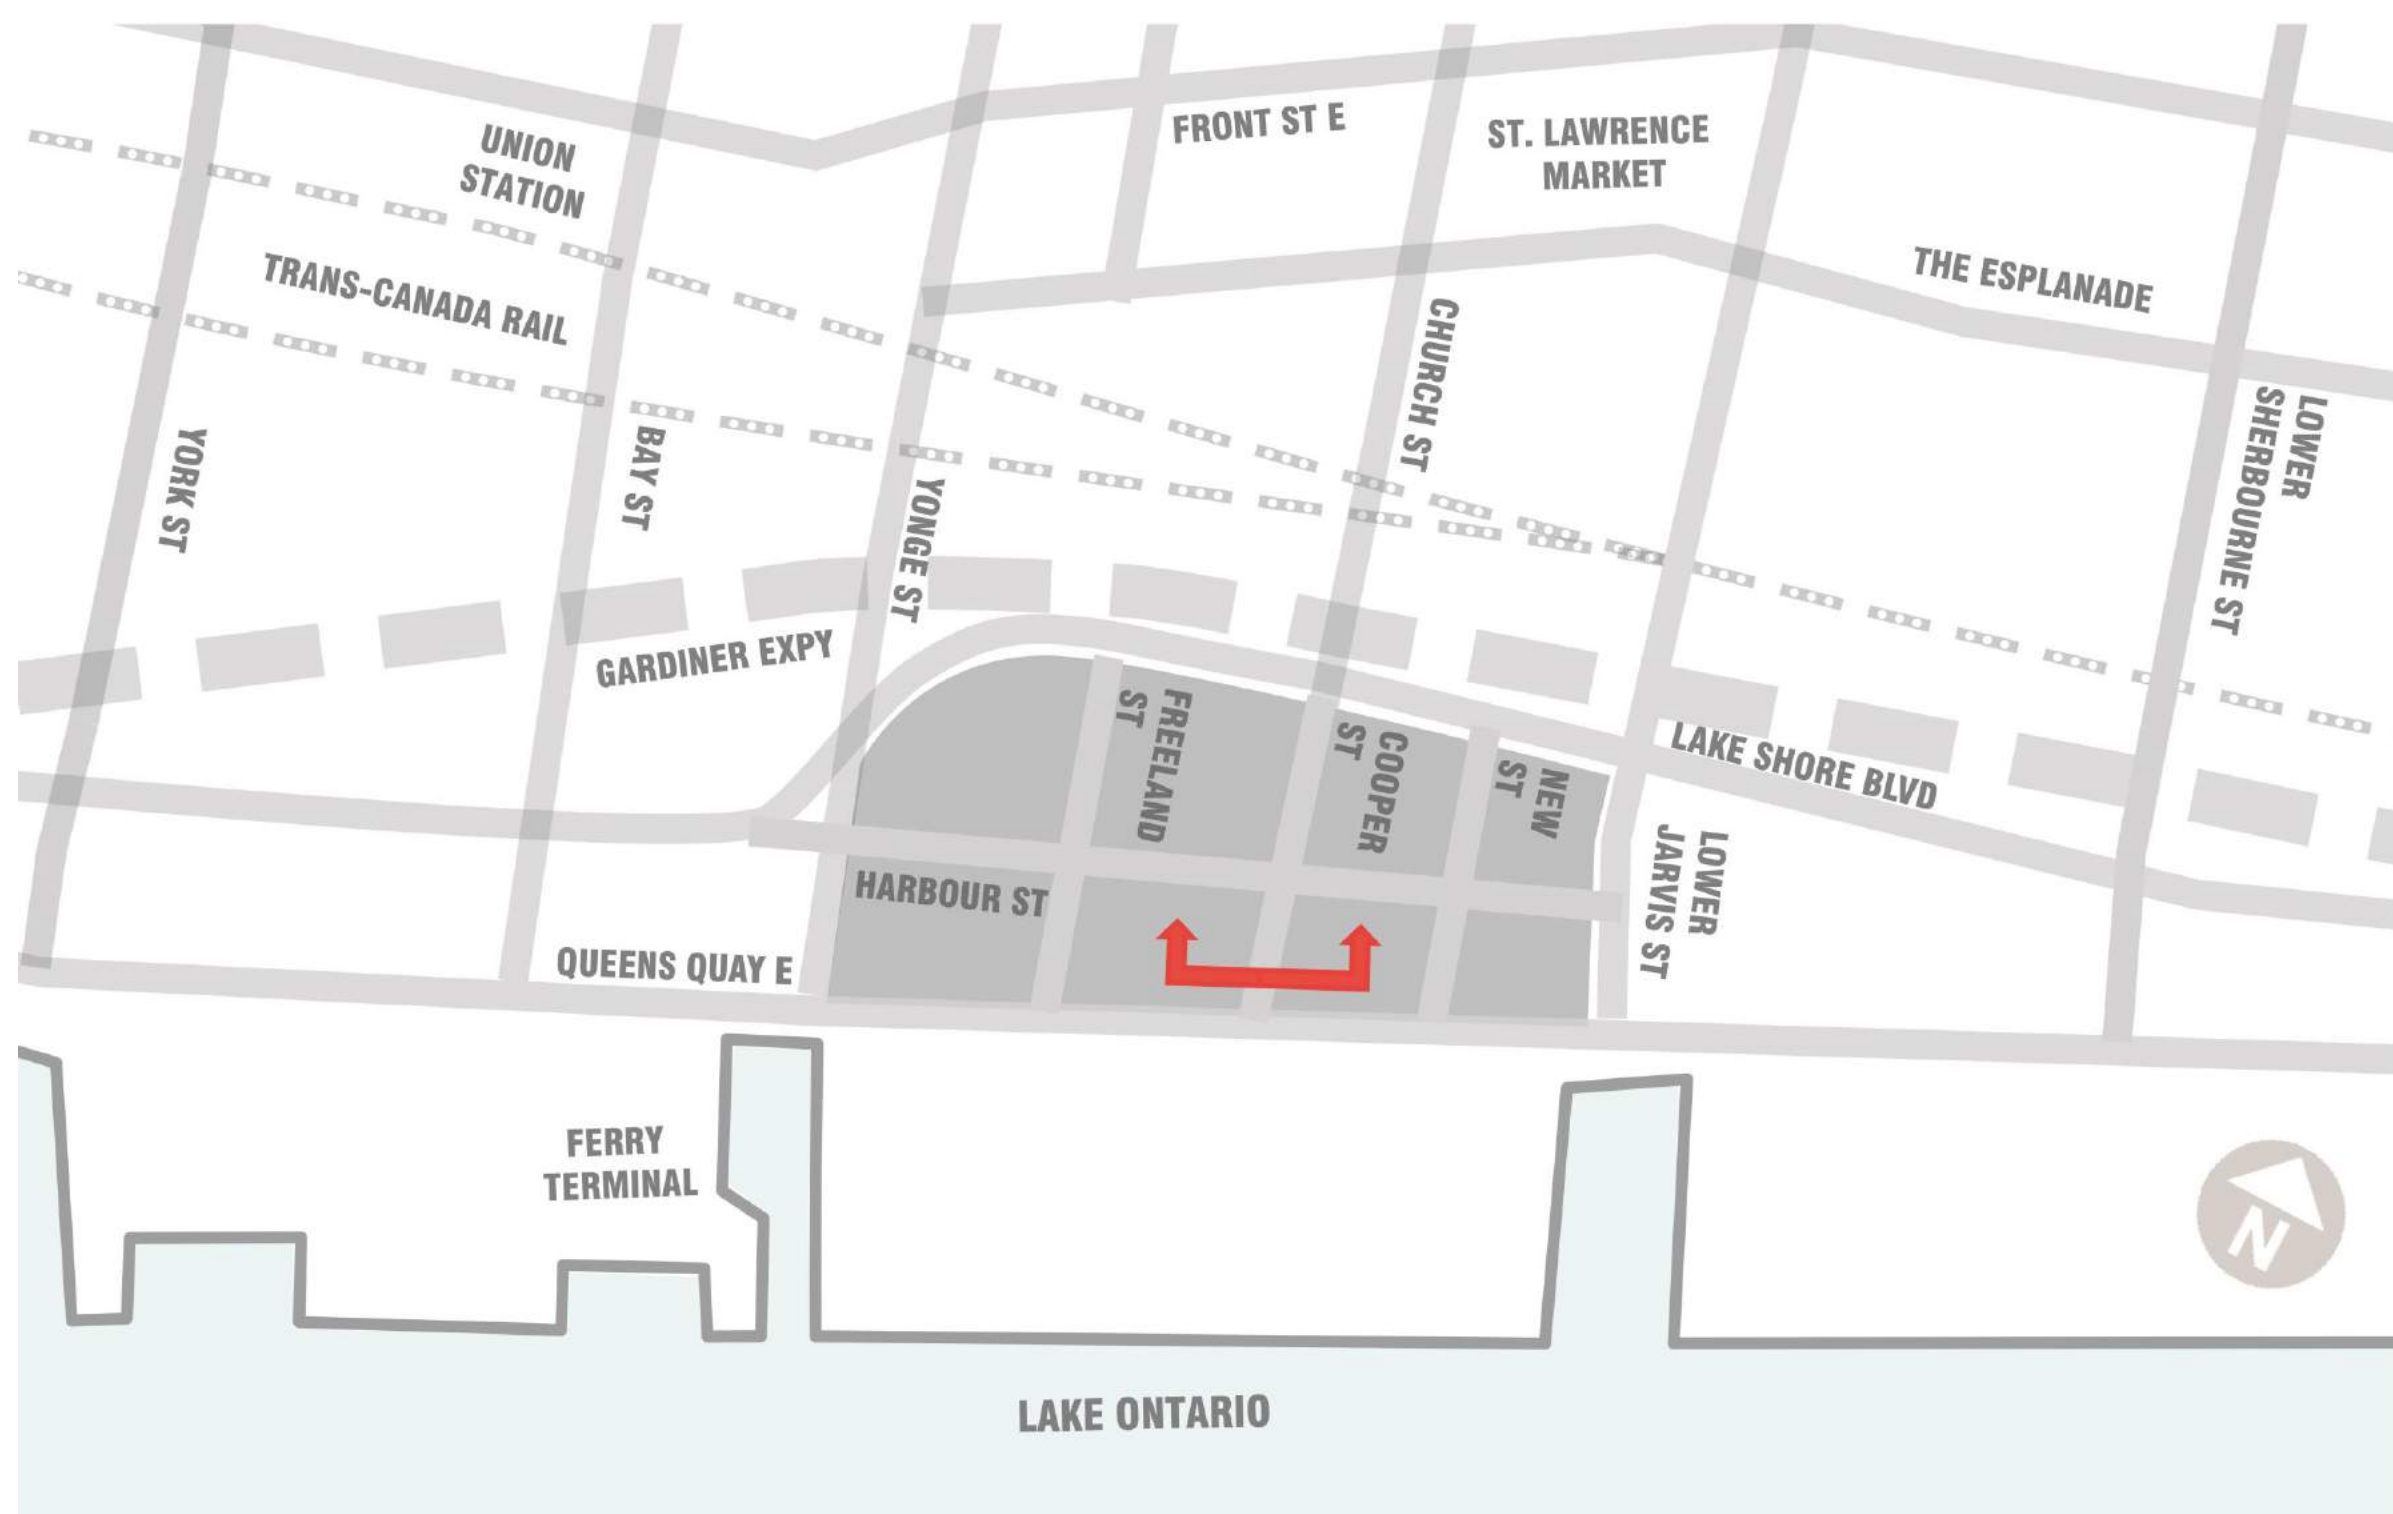 FRONT ST E
ST. LAWRENCE
MARKET
UNION
STATION
TRANS-CANADA RAIL
THE ESPLANADE
CHURCH ST
LOWER
SHERBOURNE ST
YORK ST
BAY ST
YONGE ST
GARDINER EXPY
FREELAND
ST
COOPER
ST
NEW
ST
LAKE SHORE BLVD
LOWER
JARVIS ST
HARBOUR ST
QUEENS QUAY E
FERRY
TERMINAL
N
LAKE ONTARIO